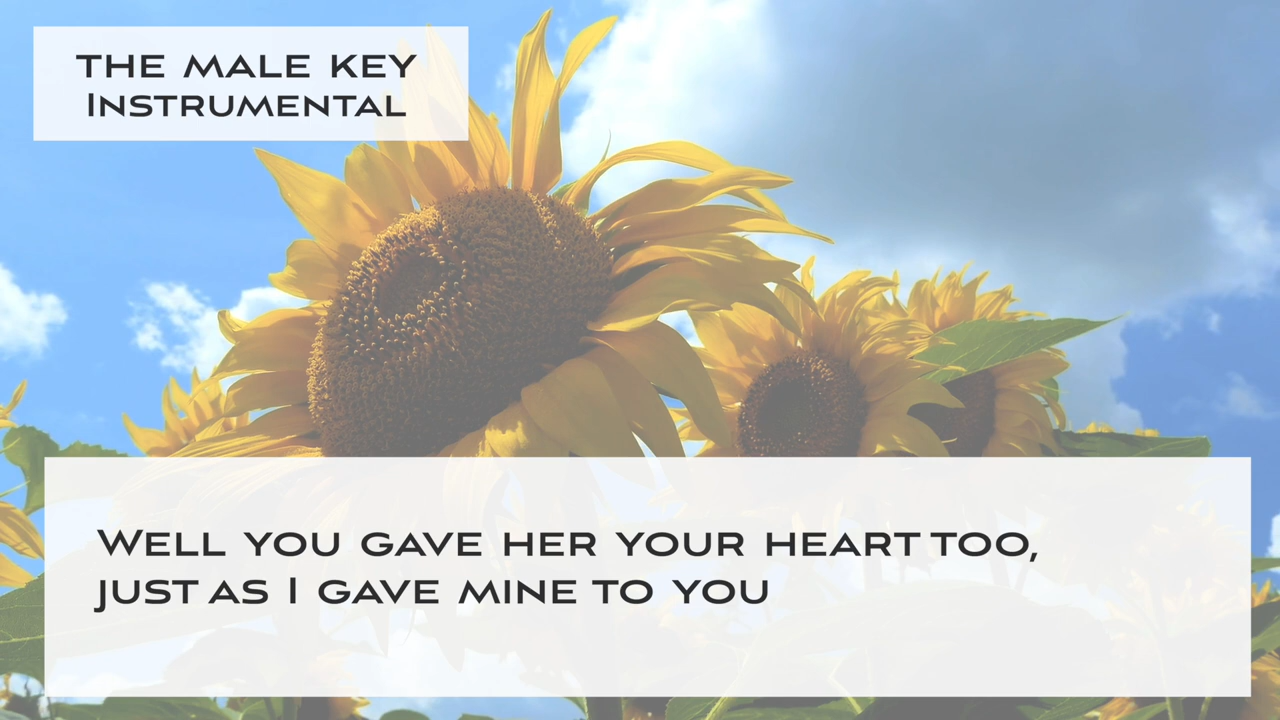 THE MALE KEY
INSTRUMENTAL
WELL YOU GAVE HER YOUR HEART TOO,
JUST AS I GAVE MINE TO YOU